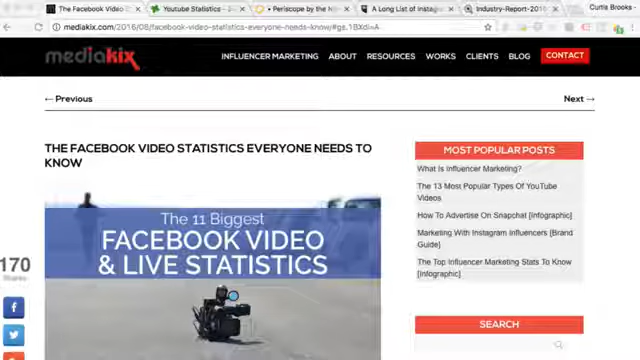 The Facebook Video
Youtube Statistics -
Periscope by the N
A Long List of Instag
Industry-Report-201
Curtis Brooks -
mediakix.com/2016/08/facebook-video-statistics-everyone-needs-know/#gs.1BXdi=A
mediakix
INFLUENCER MARKETING ABOUT RESOURCES WORKS CLIENTS BLOG CONTACT
← Previous
Next →
THE FACEBOOK VIDEO STATISTICS EVERYONE NEEDS TO
KNOW
The 11 Biggest
FACEBOOK VIDEO
& LIVE STATISTICS
170
Shares
MOST POPULAR POSTS
What Is Influencer Marketing?
The 13 Most Popular Types Of YouTube
Videos
How To Advertise On Snapchat [Infographic]
Marketing With Instagram Influencers [Brand
Guide]
The Top Influencer Marketing Stats To Know
[Infographic]
SEARCH